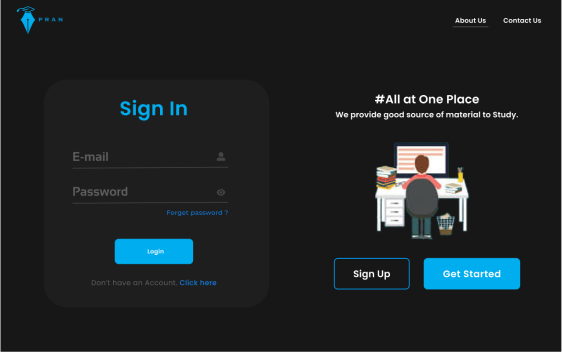 PRAN
About Us
Contact Us
Sign In
E-mail
Password
Forget password ?
Login
Don't have an Account. Click here
#All at One Place
We provide good source of material to Study.
Sign Up
Get Started